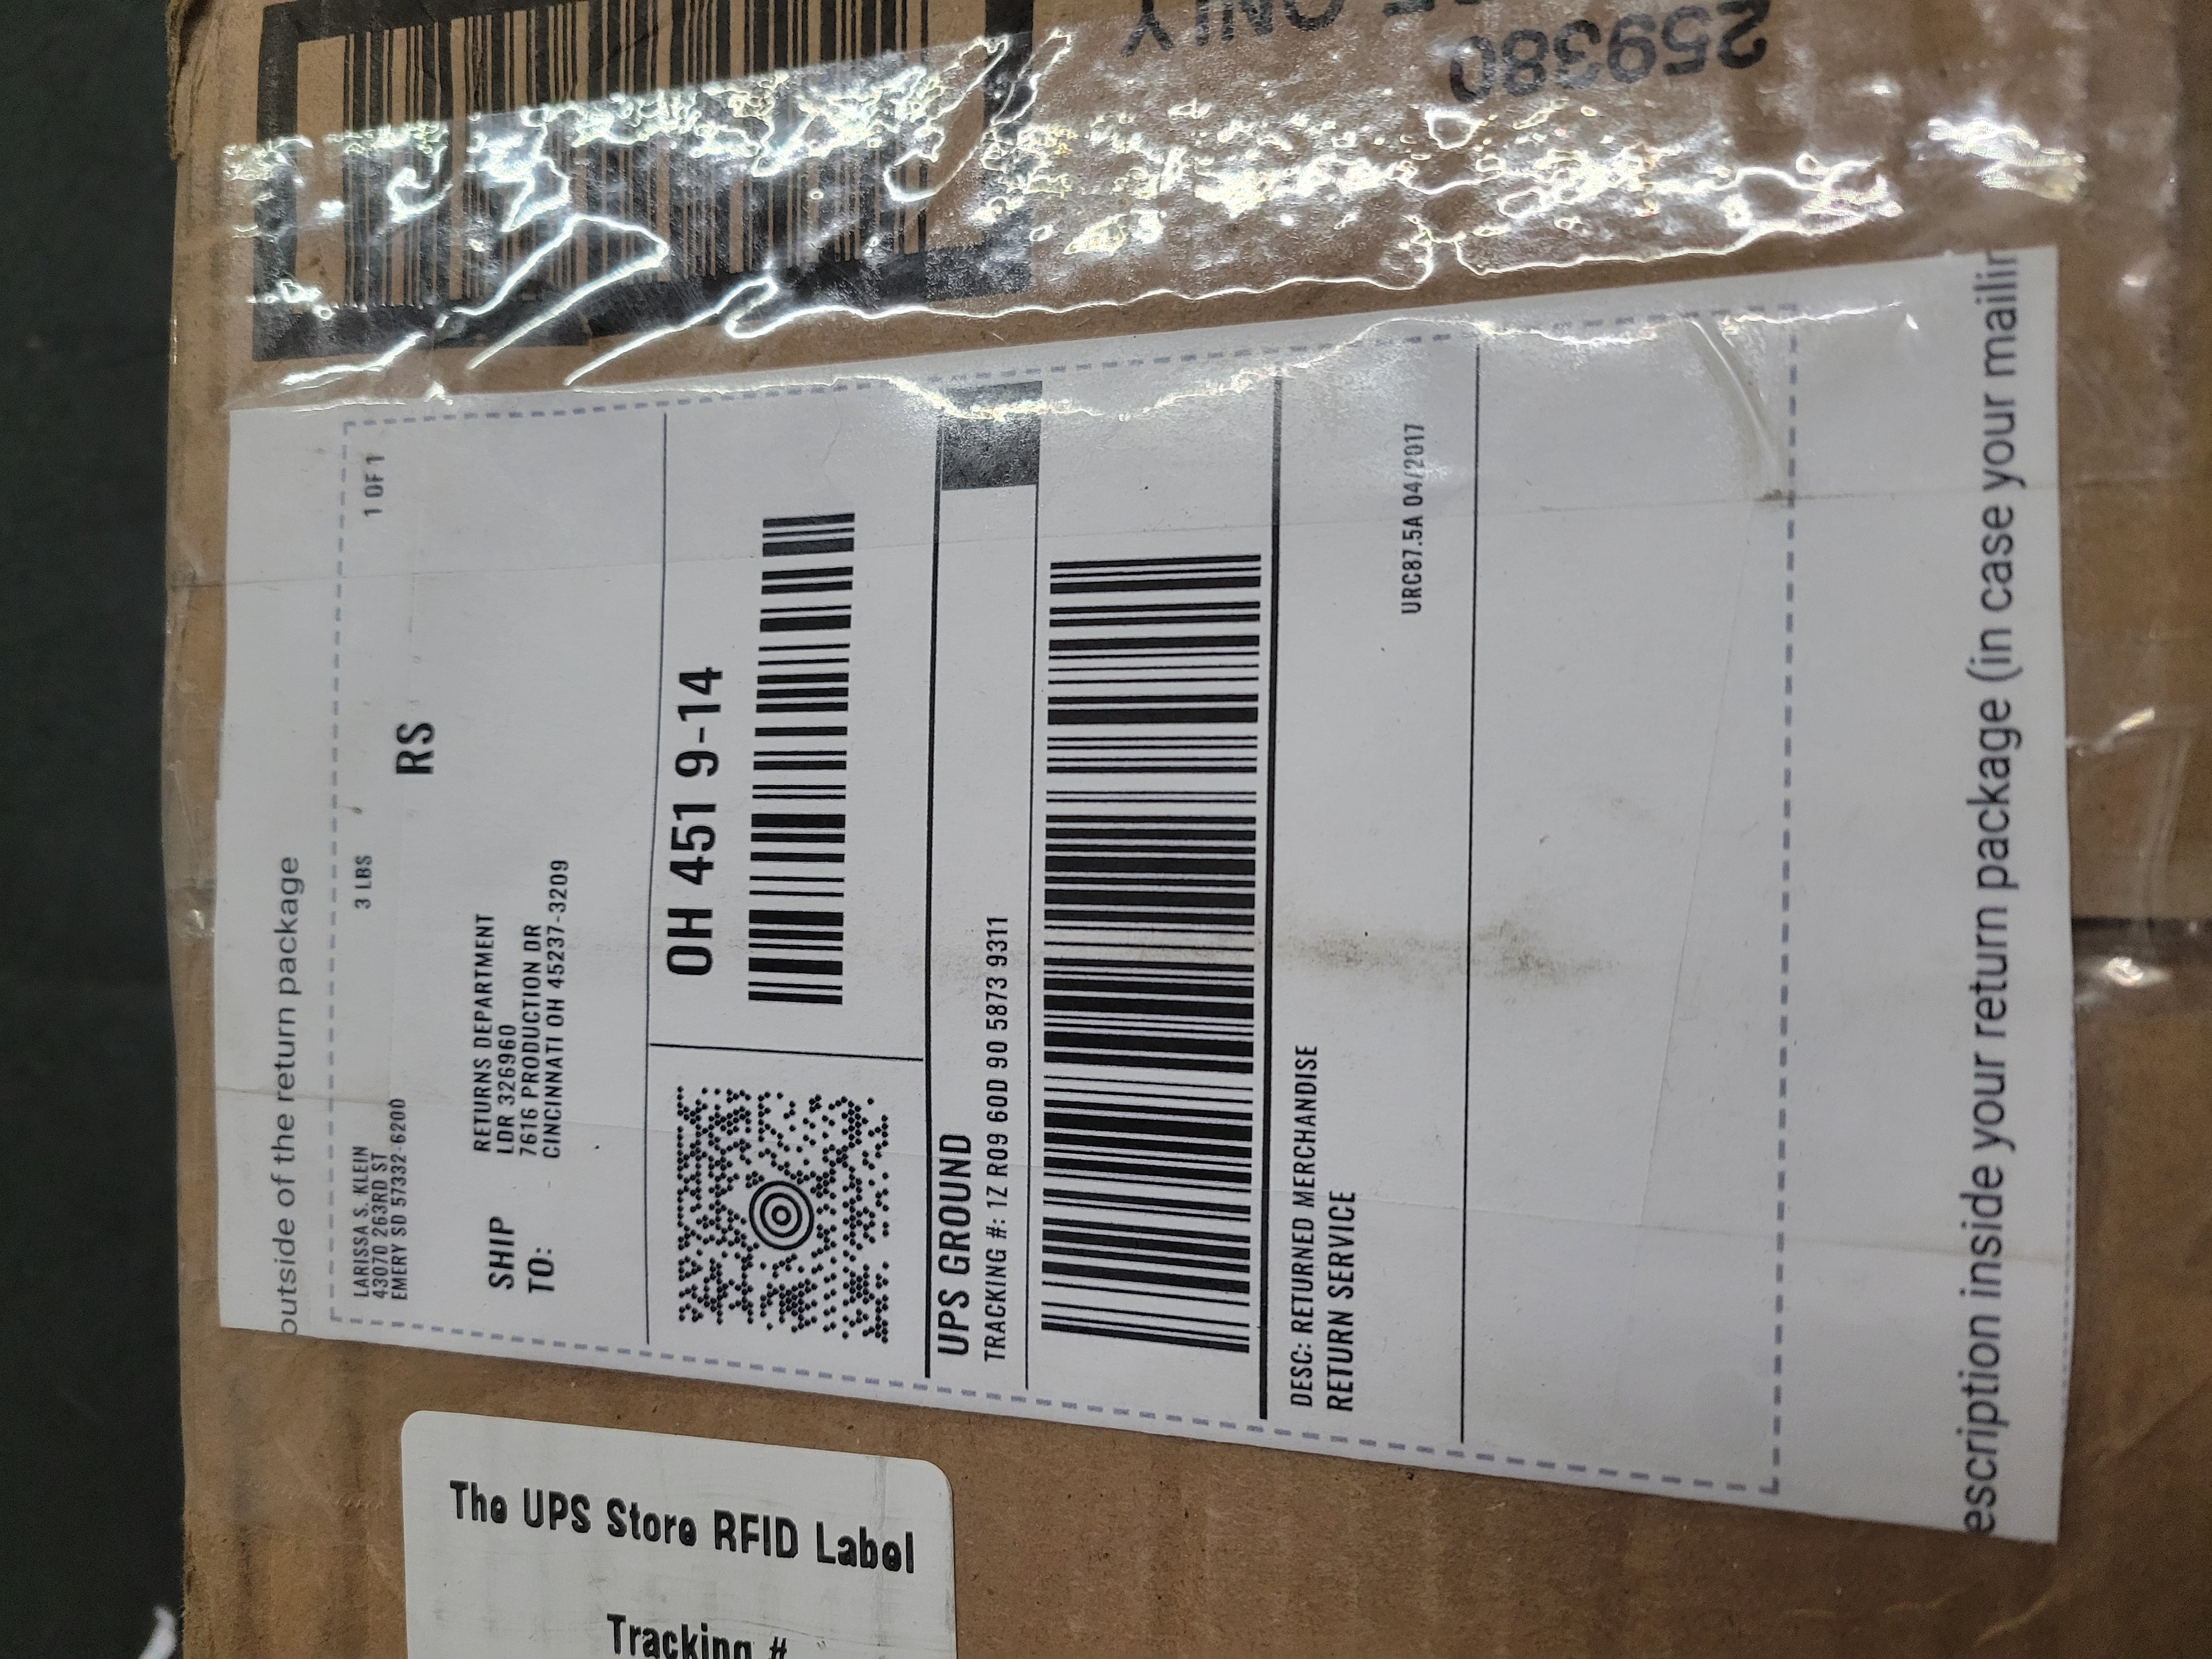 outside of the return package
LARISSA S. KLEIN
43070 263RD ST
EMERY SD 57332-6200
3 LBS
1 OF 1
RS
SHIP
TO:
RETURNS DEPARTMENT
LDR 326960
7616 PRODUCTION DR
CINCINNATI OH 45237-3209
OH 451 9-14
UPS GROUND
TRACKING #: 1Z R09 60D 90 5873 9311
DESC: RETURNED MERCHANDISE
RETURN SERVICE
URC87.5A 04/2017
escription inside your return package (in case your mailin
The UPS Store RFID Label
Tracking #
ONLY
259380